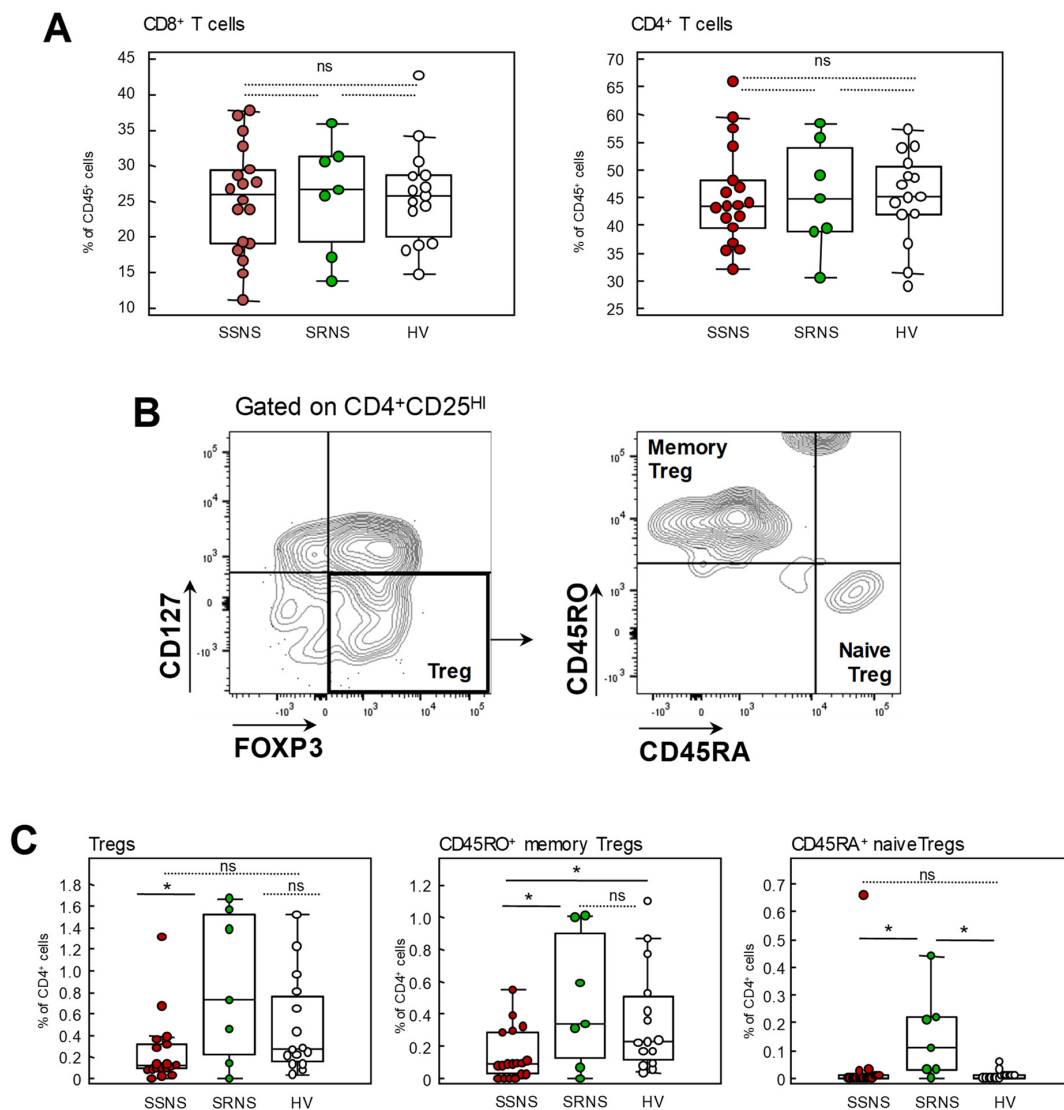 A
CD8⁺ T cells
% of CD45⁺ cells
45
40
35
30
25
20
15
10
ns
SSNS SRNS HV
CD4⁺ T cells
% of CD45⁺ cells
70
65
60
55
50
45
40
35
30
25
ns
SSNS SRNS HV
B
Gated on CD4⁺CD25ᴴᴵ
CD127
10⁵
10⁴
10³
0
-10³
Treg
-10³ 0 10³ 10⁴ 10⁵
FOXP3
CD45RO
10⁵
10⁴
10³
0
-10³
Memory
Treg
Naive
Treg
-10³ 0 10³ 10⁴ 10⁵
CD45RA
C
Tregs
% of CD4⁺ cells
1.8
1.6
1.4
1.2
1.0
0.8
0.6
0.4
0.2
0
ns
* ns
SSNS SRNS HV
CD45RO⁺ memory Tregs
% of CD4⁺ cells
1.2
1.0
0.8
0.6
0.4
0.2
0
*
* ns
SSNS SRNS HV
CD45RA⁺ naiveTregs
% of CD4⁺ cells
0.7
0.6
0.5
0.4
0.3
0.2
0.1
0
ns
* *
SSNS SRNS HV